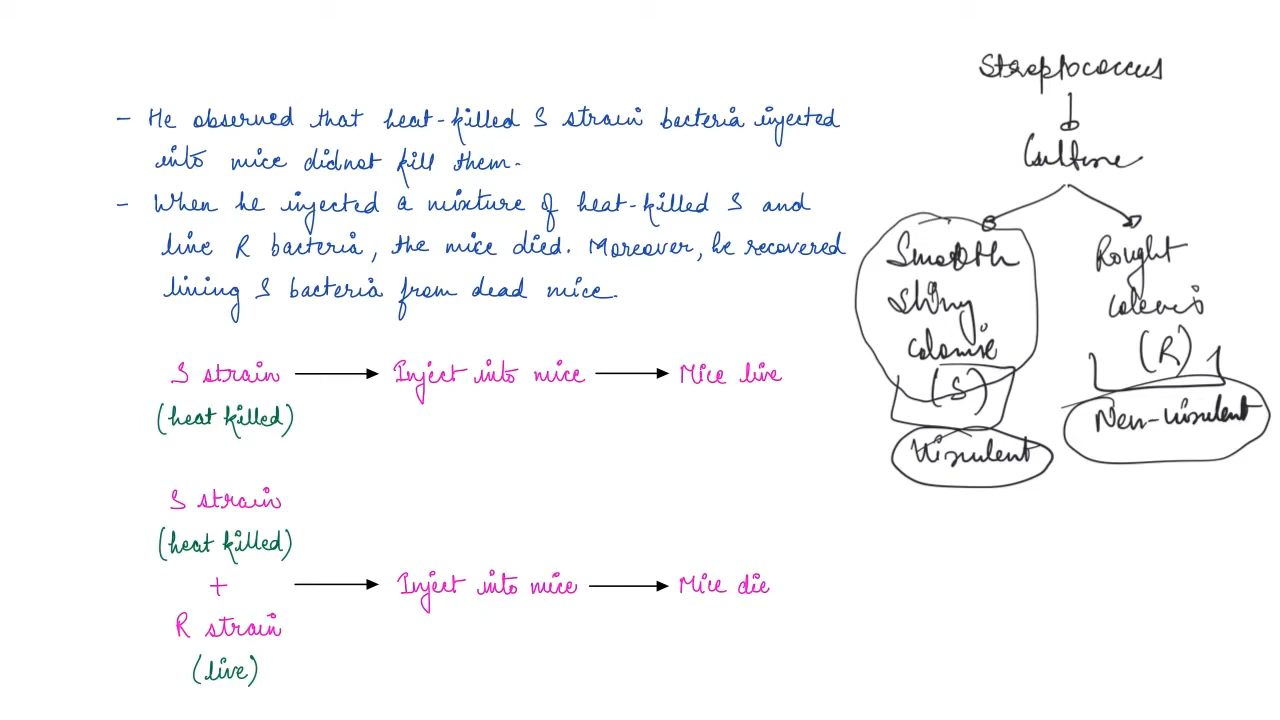 - He observed that heat-killed S strain bacteria injected
into mice didnot kill them.
- When he injected a mixture of heat-killed S and
live R bacteria, the mice died. Moreover, he recovered
living S bacteria from dead mice.
S strain → Inject into mice → Mice live
(heat killed)
S strain
(heat killed)
+ → Inject into mice → Mice die
R strain
(live)
Streptococcus
Culture
Smooth
Shiny
colonies
(S)
Virulent
Rought
colonies
(R)
Non-virulent